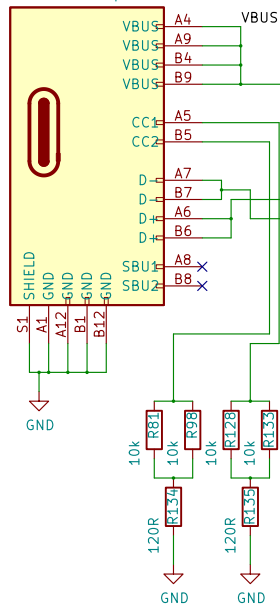 VBUS
VBUS A4
VBUS A9
VBUS B4
VBUS B9
CC1 A5
CC2 B5
D- A7
D- B7
D+ A6
D+ B6
SBU1 A8
SBU2 B8
SHIELD GND GND GND GND
S1 A1 A12 B1 B12
GND
10k R81 10k R98 10k R128 10k R133
120R R134 120R R135
GND GND